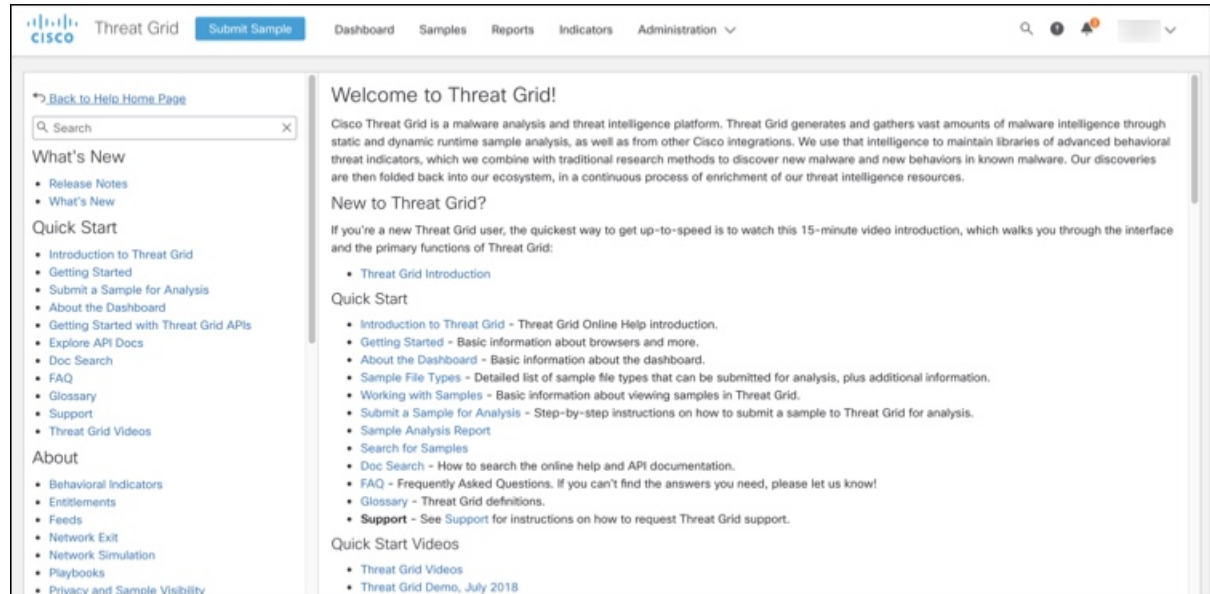 CISCO
Threat Grid
Submit Sample
Dashboard
Samples
Reports
Indicators
Administration
Back to Help Home Page
Search
What's New
Release Notes
What's New
Quick Start
Introduction to Threat Grid
Getting Started
Submit a Sample for Analysis
About the Dashboard
Getting Started with Threat Grid APIs
Explore API Docs
Doc Search
FAQ
Glossary
Support
Threat Grid Videos
About
Behavioral Indicators
Entitlements
Feeds
Network Exit
Network Simulation
Playbooks
Privacy and Sample Visibility
Welcome to Threat Grid!
Cisco Threat Grid is a malware analysis and threat intelligence platform. Threat Grid generates and gathers vast amounts of malware intelligence through
static and dynamic runtime sample analysis, as well as from other Cisco integrations. We use that intelligence to maintain libraries of advanced behavioral
threat indicators, which we combine with traditional research methods to discover new malware and new behaviors in known malware. Our discoveries
are then folded back into our ecosystem, in a continuous process of enrichment of our threat intelligence resources.
New to Threat Grid?
If you're a new Threat Grid user, the quickest way to get up-to-speed is to watch this 15-minute video introduction, which walks you through the interface
and the primary functions of Threat Grid:
Threat Grid Introduction
Quick Start
Introduction to Threat Grid - Threat Grid Online Help introduction.
Getting Started - Basic information about browsers and more.
About the Dashboard - Basic information about the dashboard.
Sample File Types - Detailed list of sample file types that can be submitted for analysis, plus additional information.
Working with Samples - Basic information about viewing samples in Threat Grid.
Submit a Sample for Analysis - Step-by-step instructions on how to submit a sample to Threat Grid for analysis.
Sample Analysis Report
Search for Samples
Doc Search - How to search the online help and API documentation.
FAQ - Frequently Asked Questions. If you can't find the answers you need, please let us know!
Glossary - Threat Grid definitions.
Support - See Support for instructions on how to request Threat Grid support.
Quick Start Videos
Threat Grid Videos
Threat Grid Demo, July 2018